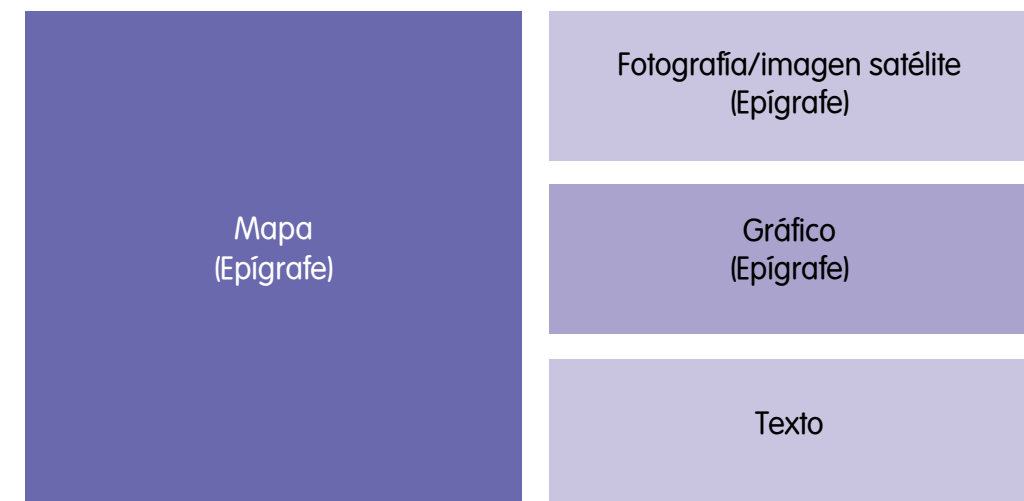 Mapa
(Epígrafe)
Fotografía/imagen satélite
(Epígrafe)
Gráfico
(Epígrafe)
Texto